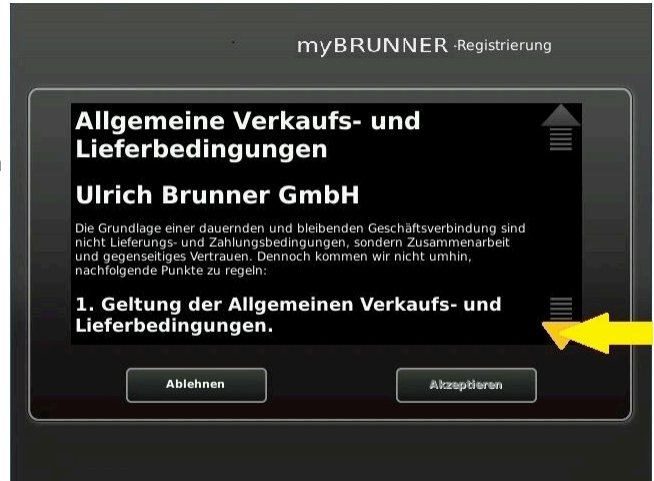 myBRUNNER -Registrierung
Allgemeine Verkaufs- und
Lieferbedingungen
Ulrich Brunner GmbH
Die Grundlage einer dauernden und bleibenden Geschäftsverbindung sind
nicht Lieferungs- und Zahlungsbedingungen, sondern Zusammenarbeit
und gegenseitiges Vertrauen. Dennoch kommen wir nicht umhin,
nachfolgende Punkte zu regeln:
1. Geltung der Allgemeinen Verkaufs- und
Lieferbedingungen.
Ablehnen
Akzeptieren